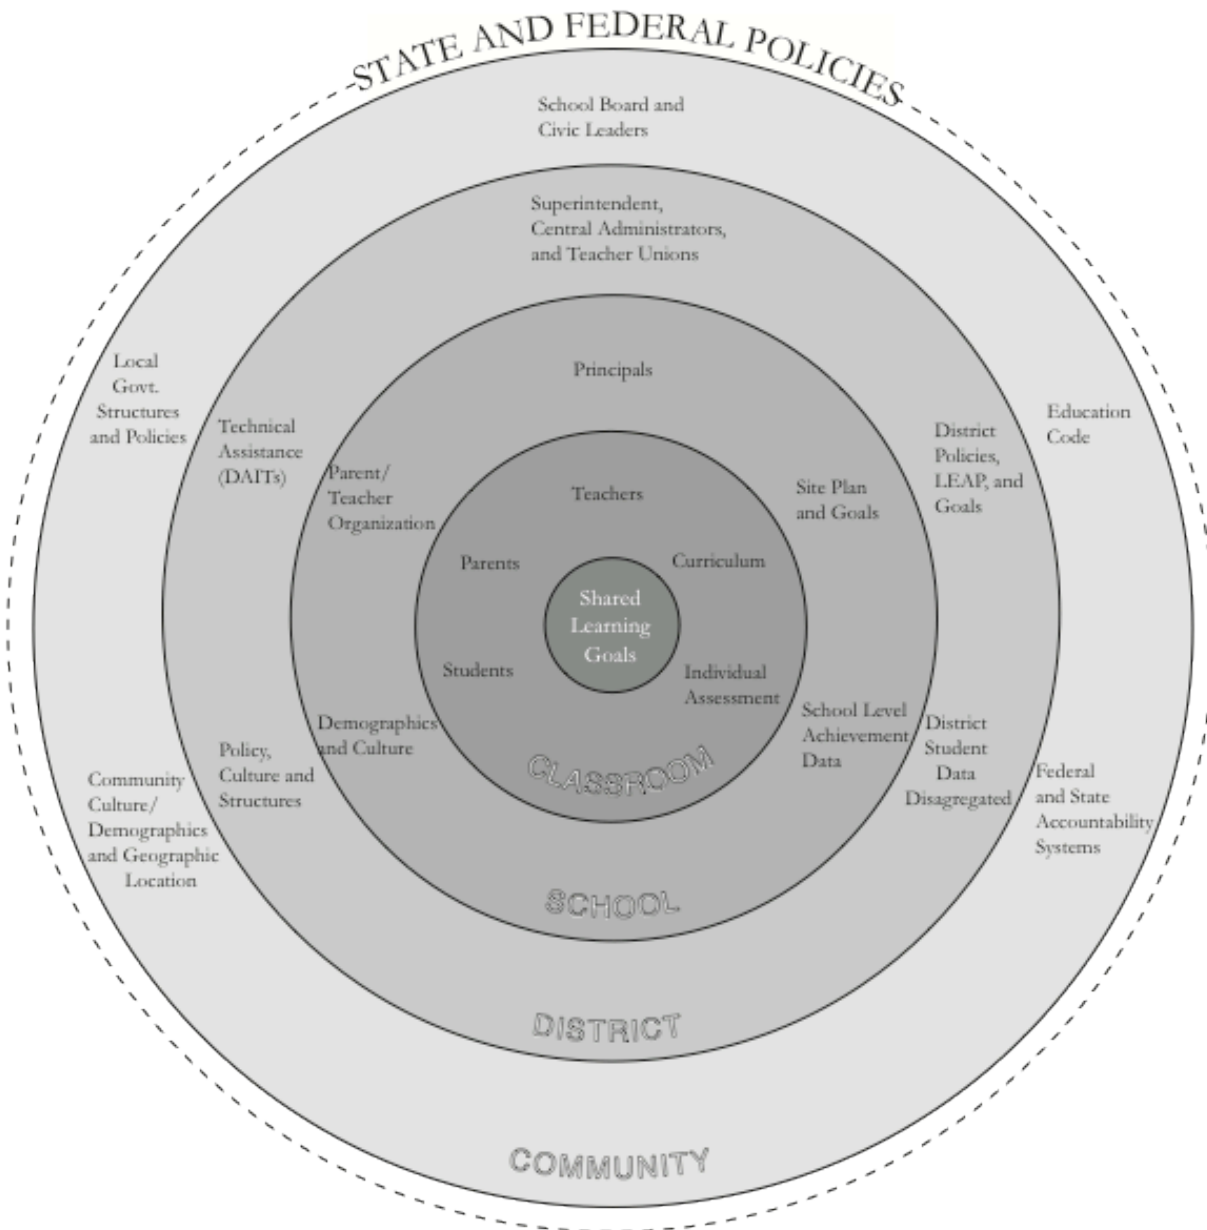 STATE AND FEDERAL POLICIES
School Board and
Civic Leaders
Superintendent,
Central Administrators,
and Teacher Unions
Principals
Local
Govt.
Structures
and Policies
Technical
Assistance
(DAITs)
Parent/
Teacher
Organization
Teachers
Parents
Curriculum
Site Plan
and Goals
District
Policies,
LEAP, and
Goals
Education
Code
Shared
Learning
Goals
Students
Individual
Assessment
Demographics
and Culture
School Level
Achievement
Data
Policy,
Culture and
Structures
District
Student
Data
Disagregated
Community
Culture/
Demographics
and Geographic
Location
Federal
and State
Accountability
Systems
CLASSROOM
SCHOOL
DISTRICT
COMMUNITY